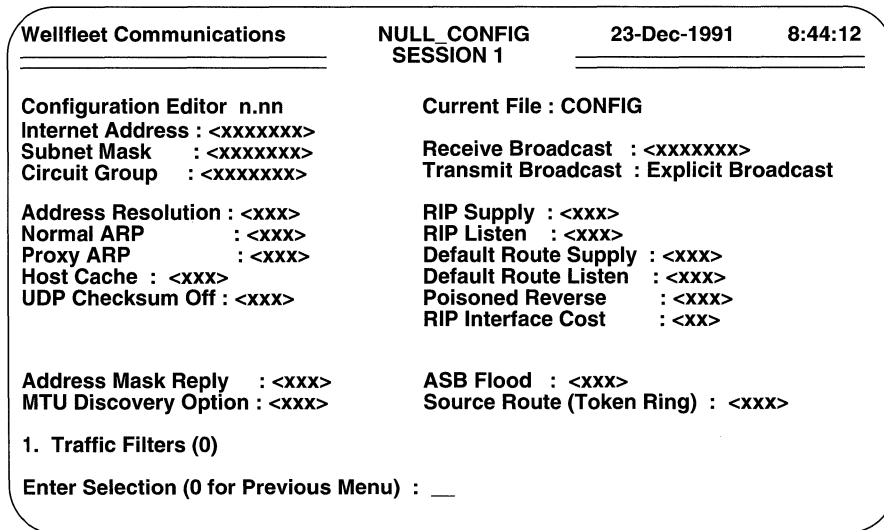 Wellfleet Communications NULL_CONFIG 23-Dec-1991 8:44:12
SESSION 1
Configuration Editor n.nn Current File : CONFIG
Internet Address : <xxxxxxx>
Subnet Mask : <xxxxxxx> Receive Broadcast : <xxxxxxx>
Circuit Group : <xxxxxxx> Transmit Broadcast : Explicit Broadcast
Address Resolution : <xxx> RIP Supply : <xxx>
Normal ARP : <xxx> RIP Listen : <xxx>
Proxy ARP : <xxx> Default Route Supply : <xxx>
Host Cache : <xxx> Default Route Listen : <xxx>
UDP Checksum Off : <xxx> Poisoned Reverse : <xxx>
RIP Interface Cost : <xx>
Address Mask Reply : <xxx> ASB Flood : <xxx>
MTU Discovery Option : <xxx> Source Route (Token Ring) : <xxx>
1. Traffic Filters (0)
Enter Selection (0 for Previous Menu) : __